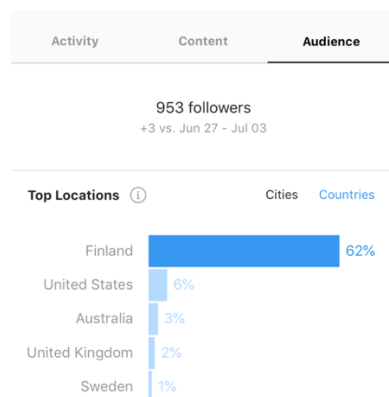 Activity Content Audience
953 followers
+3 vs. Jun 27 - Jul 03
Top Locations i Cities Countries
Finland 62%
United States 6%
Australia 3%
United Kingdom 2%
Sweden 1%